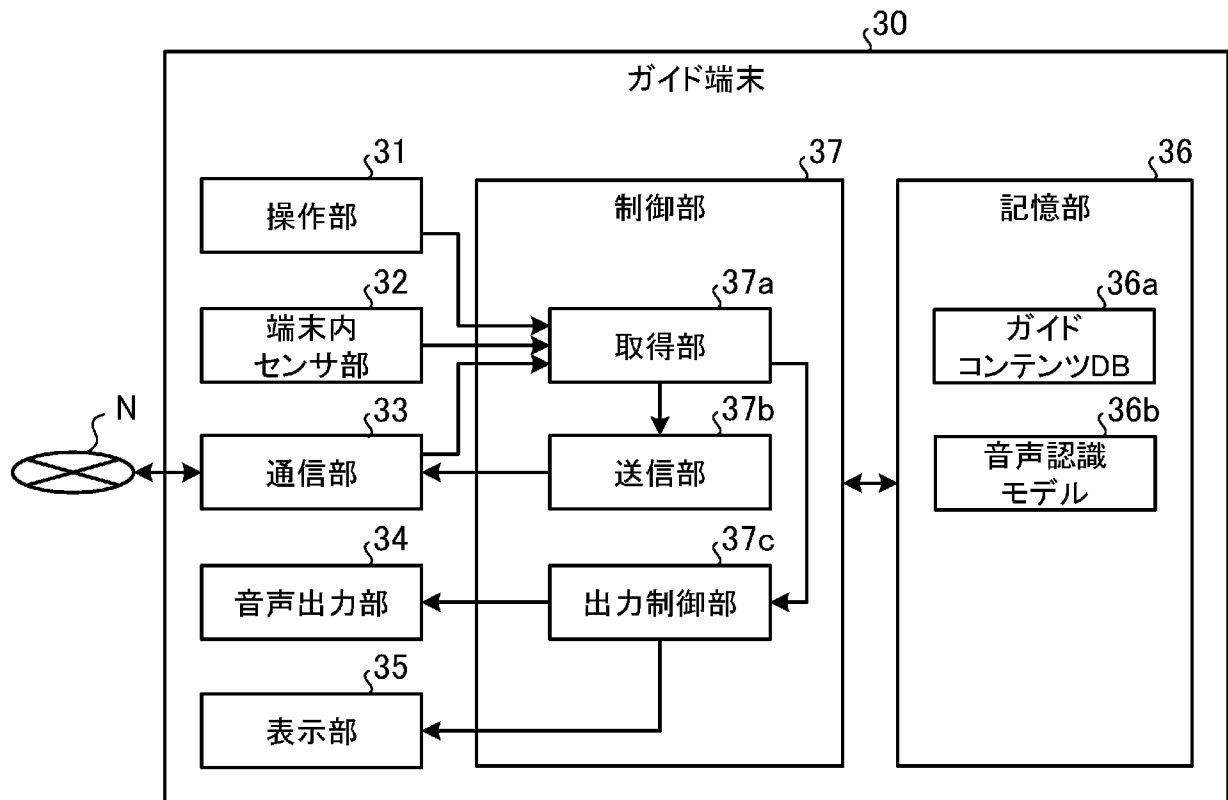 30
ガイド端末
31
操作部
32
端末内
センサ部
33
通信部
34
音声出力部
35
表示部
N
37
制御部
37a
取得部
37b
送信部
37c
出力制御部
36
記憶部
36a
ガイド
コンテンツDB
36b
音声認識
モデル